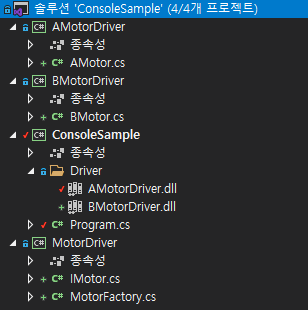 솔루션 'ConsoleSample' (4/4개 프로젝트)
AMotorDriver
종속성
AMotor.cs
BMotorDriver
종속성
BMotor.cs
ConsoleSample
종속성
Driver
AMotorDriver.dll
BMotorDriver.dll
Program.cs
MotorDriver
종속성
IMotor.cs
MotorFactory.cs